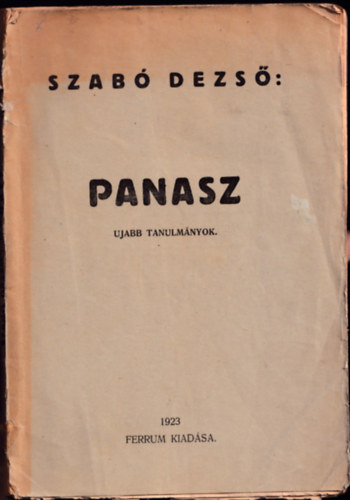 SZABÓ DEZSŐ:
PANASZ
UJABB TANULMÁNYOK.
1923
FERRUM KIADÁSA.